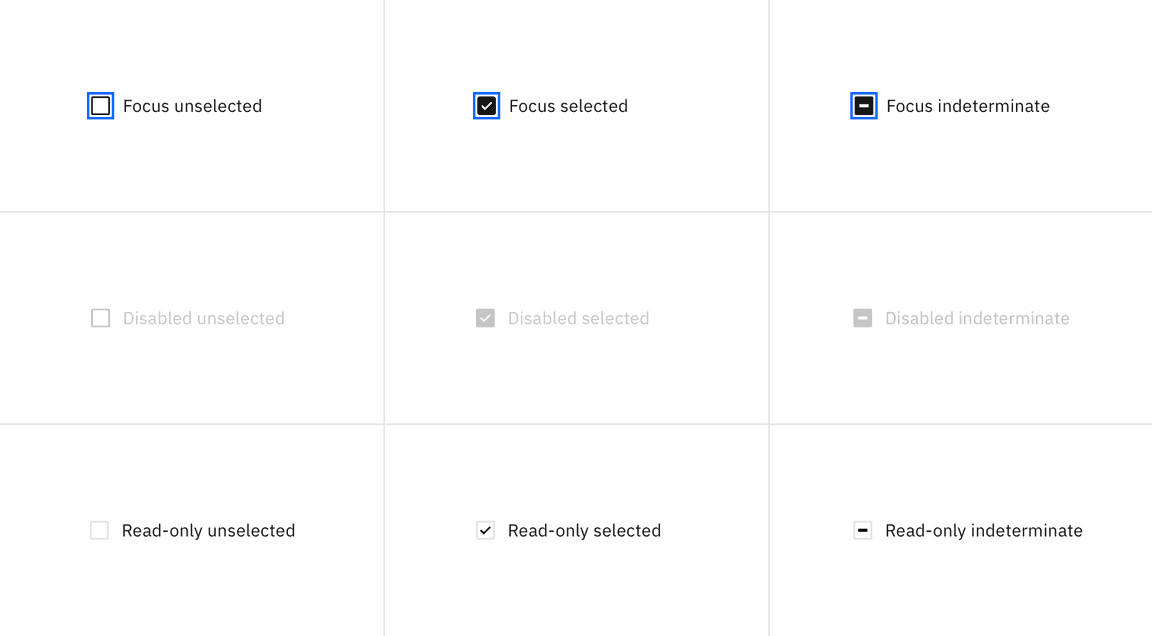 Focus unselected
Focus selected
Focus indeterminate
Disabled unselected
Disabled selected
Disabled indeterminate
Read-only unselected
Read-only selected
Read-only indeterminate